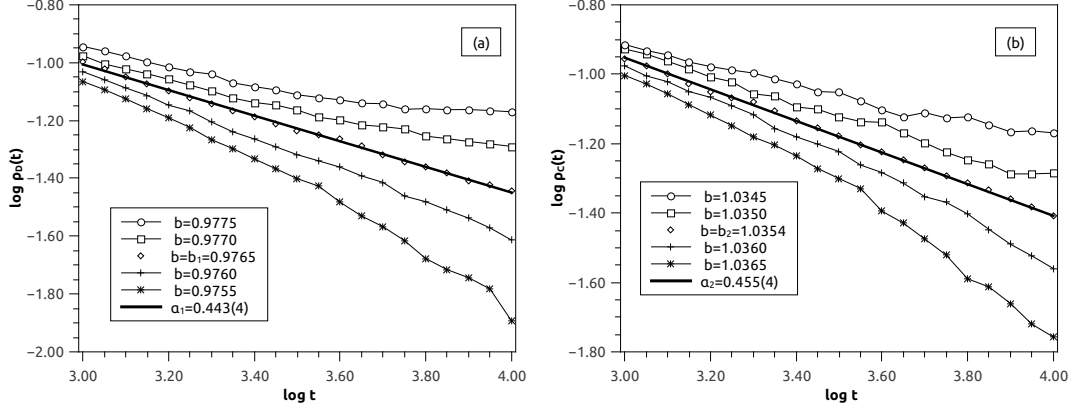 (a)
−0.80
−1.00
−1.20
−1.40
−1.60
−1.80
−2.00
log ρD(t)
b=0.9775
b=0.9770
b=b1=0.9765
b=0.9760
b=0.9755
α1=0.443(4)
3.00 3.20 3.40 3.60 3.80 4.00
log t
(b)
−0.80
−1.00
−1.20
−1.40
−1.60
−1.80
log ρC(t)
b=1.0345
b=1.0350
b=b2=1.0354
b=1.0360
b=1.0365
α2=0.455(4)
3.00 3.20 3.40 3.60 3.80 4.00
log t